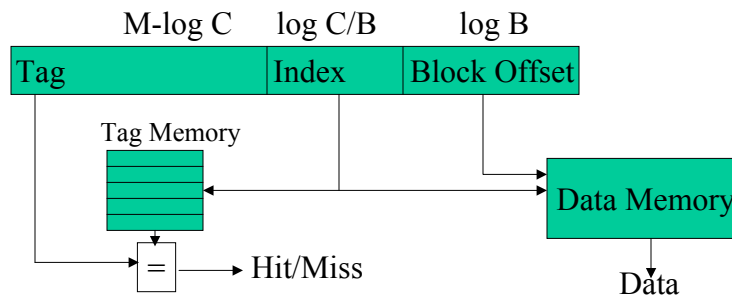 M-log C log C/B log B
Tag Index Block Offset
Tag Memory
Data Memory
= Hit/Miss
Data